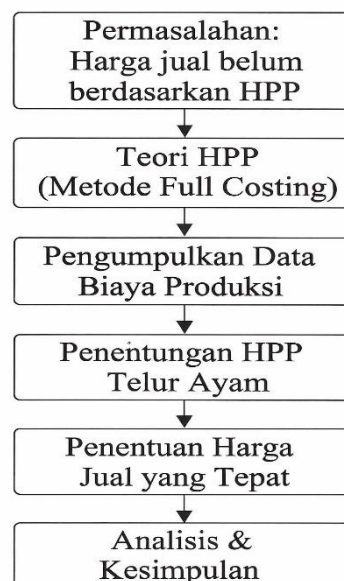 Permasalahan:
Harga jual belum
berdasarkan HPP
Teori HPP
(Metode Full Costing)
Pengumpulkan Data
Biaya Produksi
Penentungan HPP
Telur Ayam
Penentuan Harga
Jual yang Tepat
Analisis &
Kesimpulan